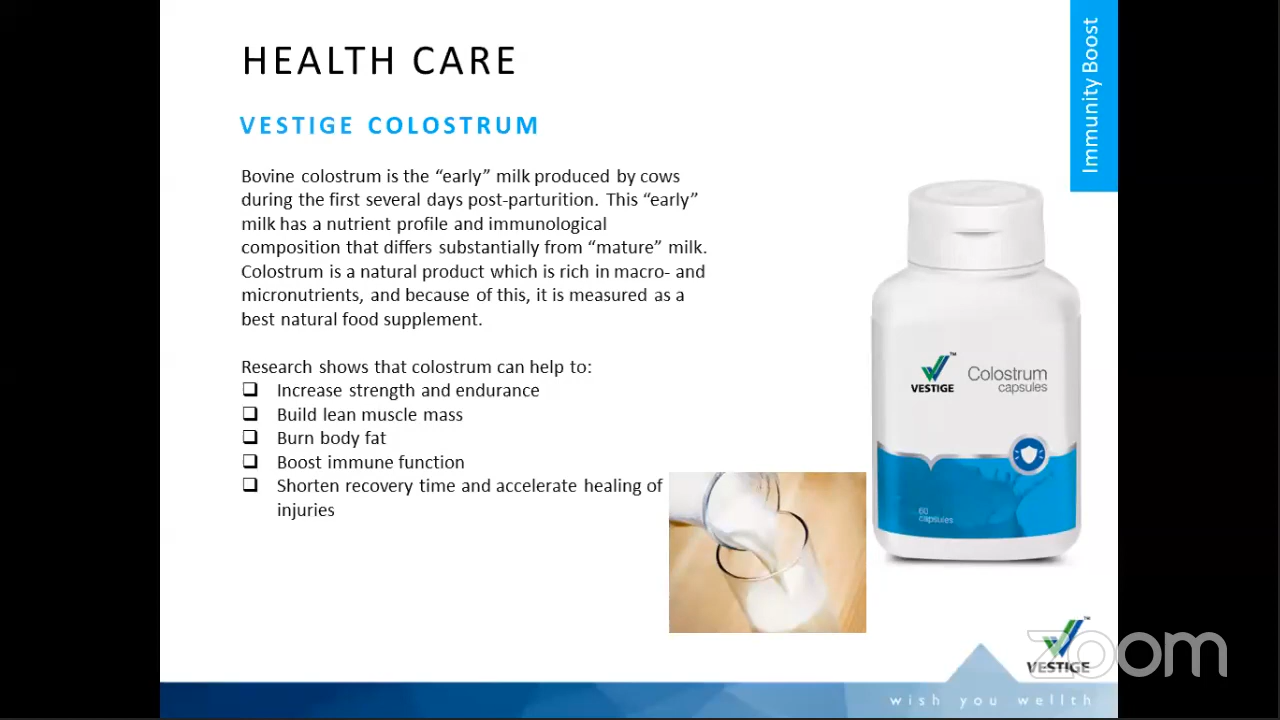 HEALTH CARE
Immunity Boost
VESTIGE COLOSTRUM
Bovine colostrum is the “early” milk produced by cows
during the first several days post-parturition. This “early”
milk has a nutrient profile and immunological
composition that differs substantially from “mature” milk.
Colostrum is a natural product which is rich in macro- and
micronutrients, and because of this, it is measured as a
best natural food supplement.
Research shows that colostrum can help to:
❑ Increase strength and endurance
❑ Build lean muscle mass
❑ Burn body fat
❑ Boost immune function
❑ Shorten recovery time and accelerate healing of
injuries
TM
VESTIGE
Colostrum
capsules
60
capsules
TM
VESTIGE
zoom
wish you wellth